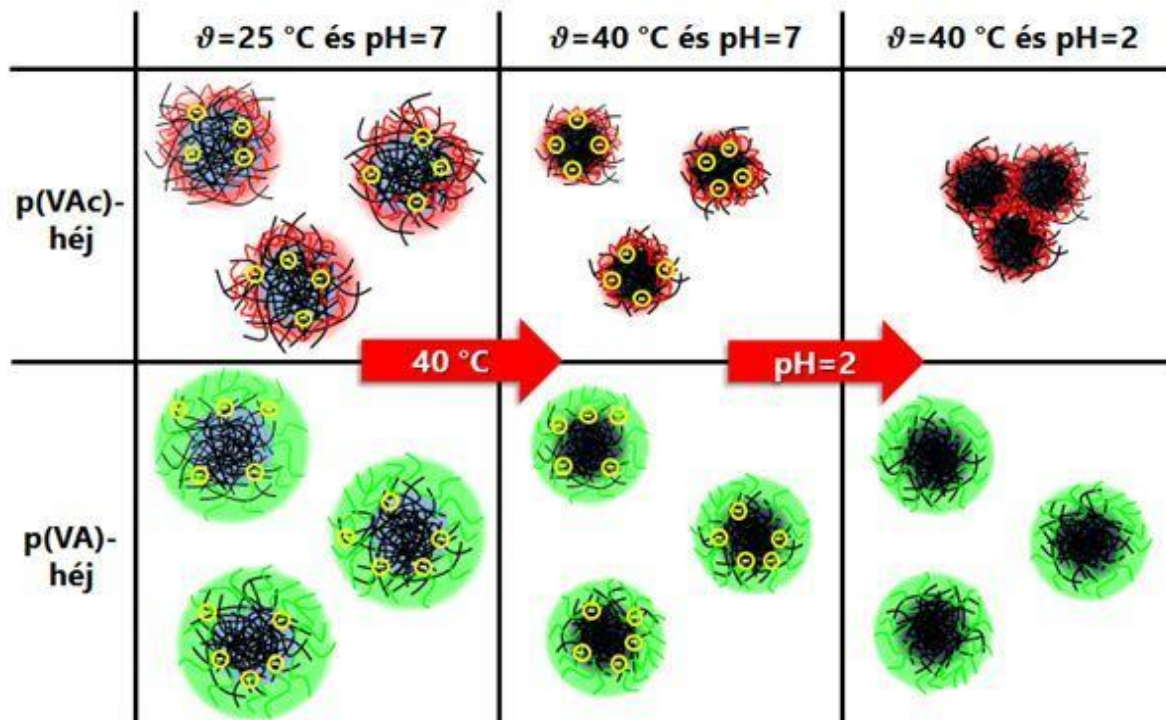 ϑ=25 °C és pH=7
ϑ=40 °C és pH=7
ϑ=40 °C és pH=2
p(VAc)-
héj
40 °C
pH=2
p(VA)-
héj